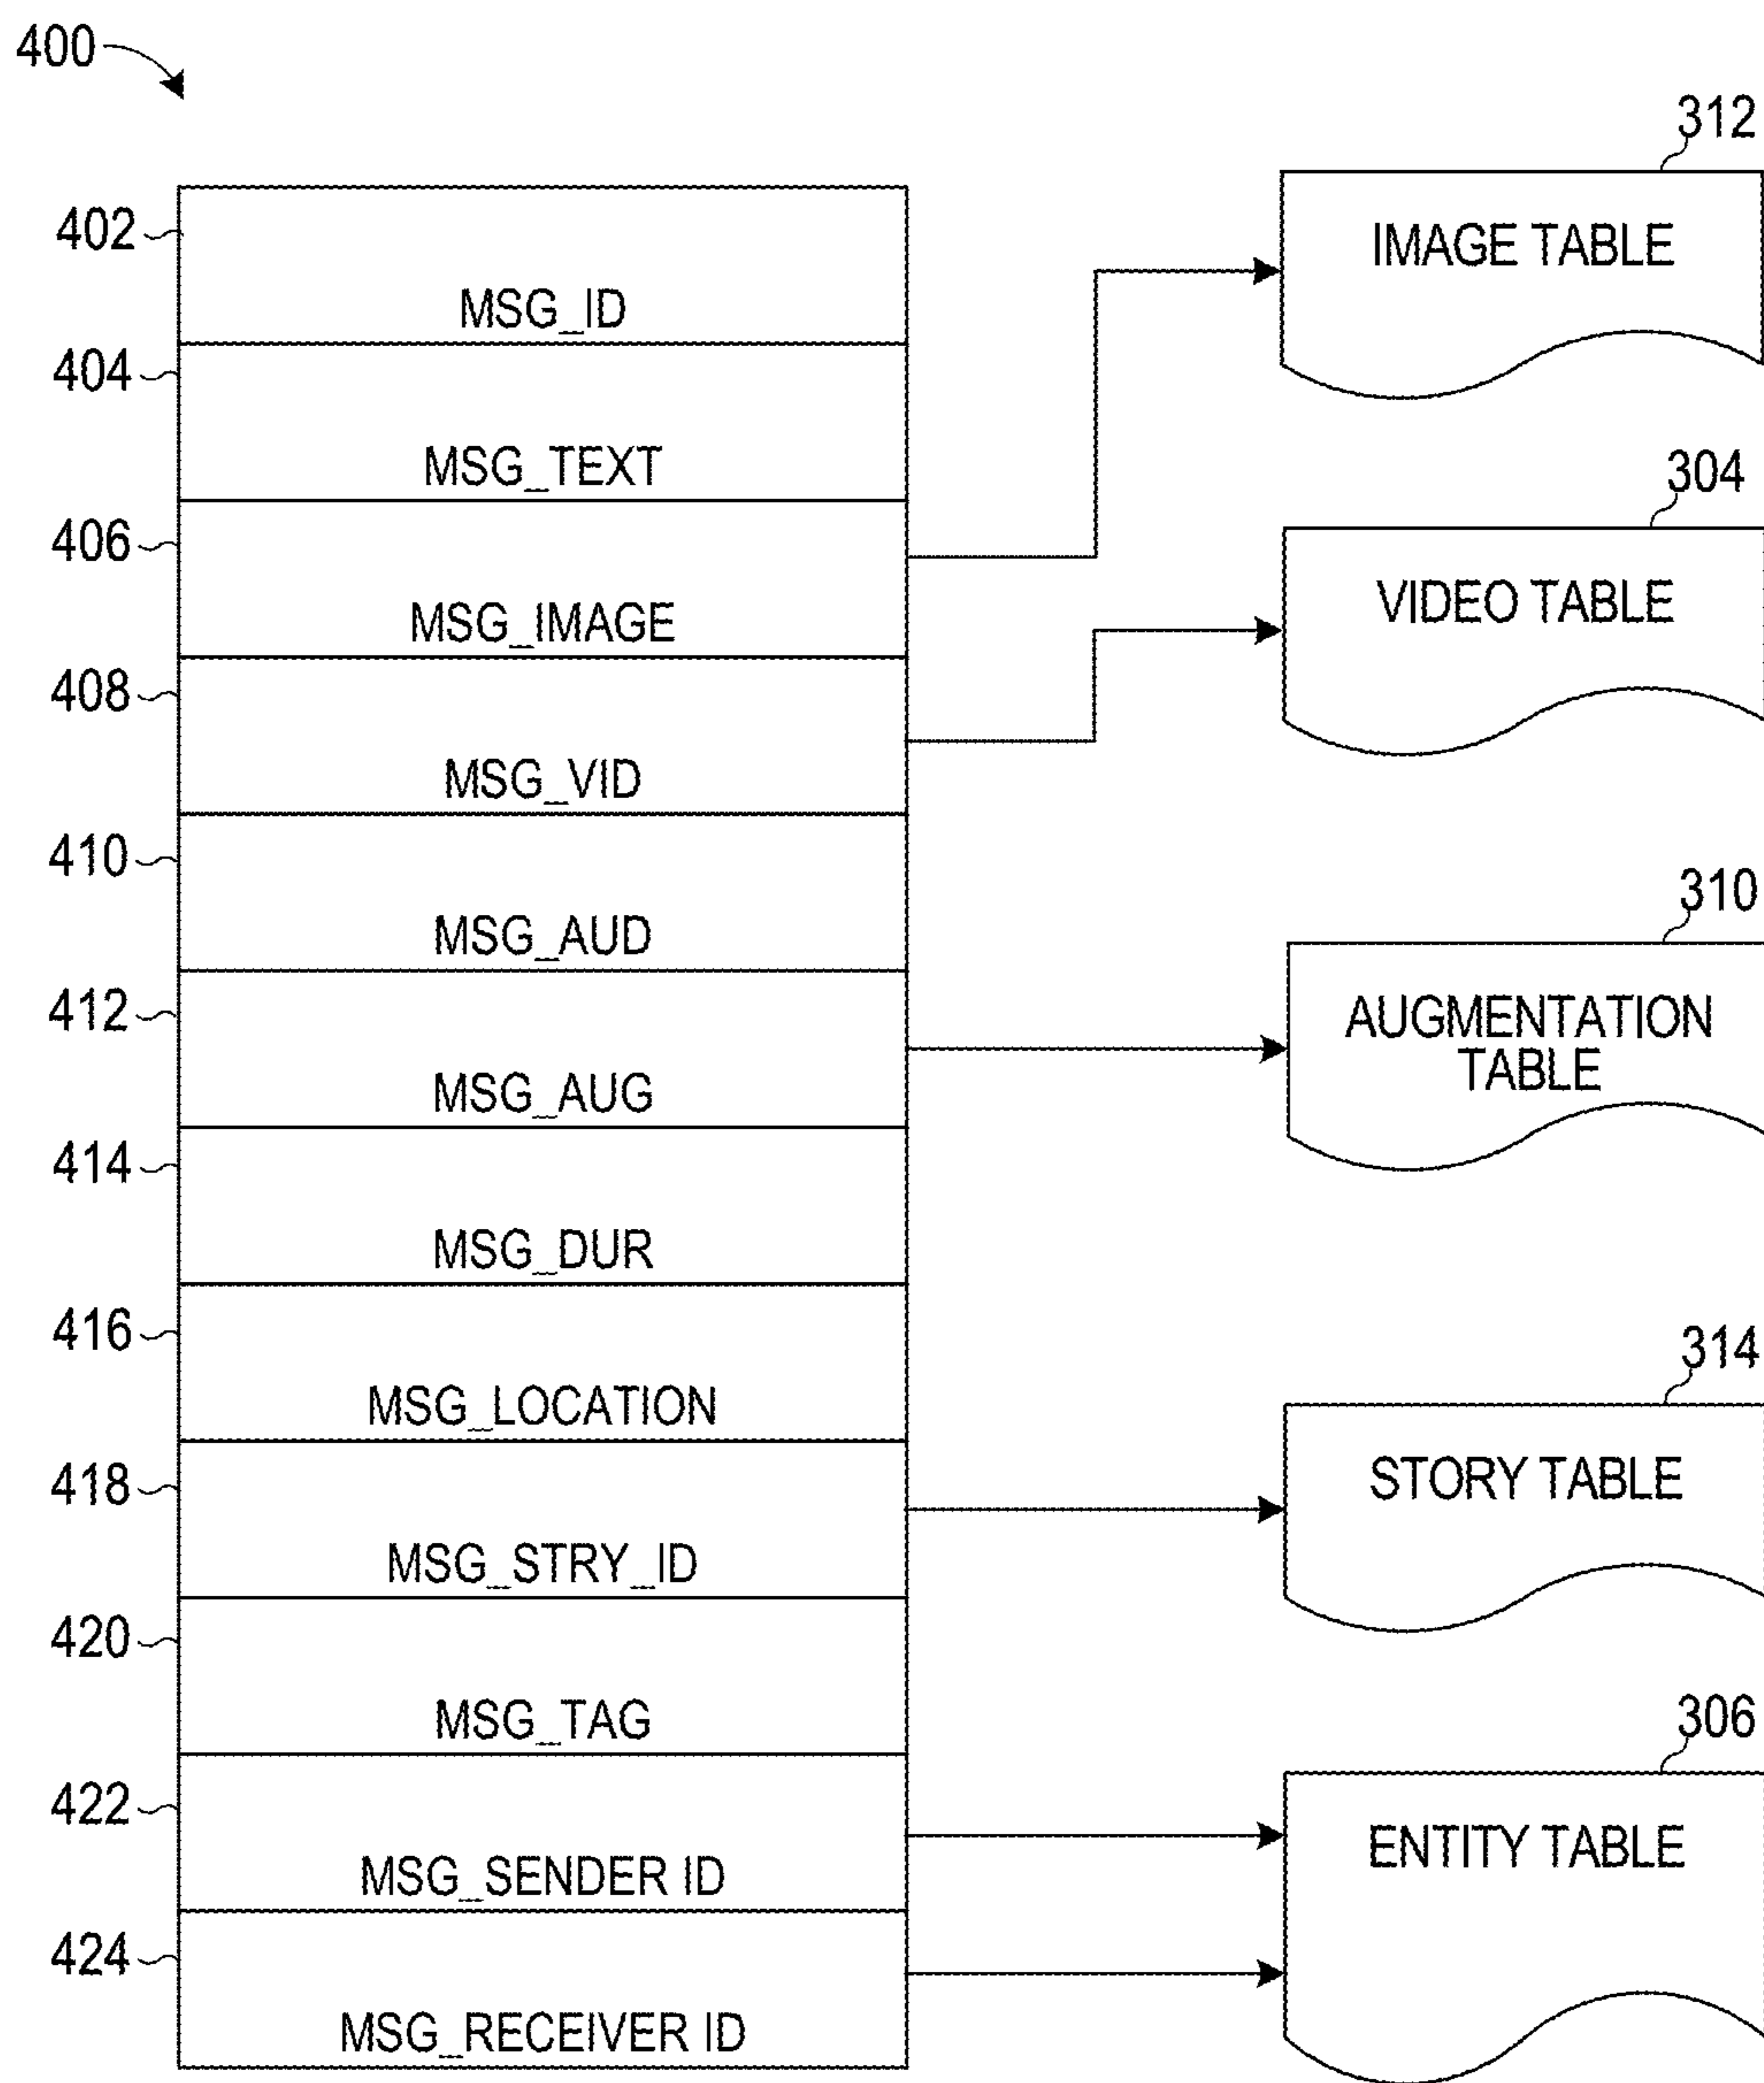 400
312
402
IMAGE TABLE
MSG_ID
404
MSG_TEXT
304
406
VIDEO TABLE
MSG_IMAGE
408
MSG_VID
410
310
MSG_AUD
412
AUGMENTATION
TABLE
MSG_AUG
414
MSG_DUR
416
314
MSG_LOCATION
418
STORY TABLE
MSG_STRY_ID
420
306
MSG_TAG
422
ENTITY TABLE
MSG_SENDER ID
424
MSG_RECEIVER ID